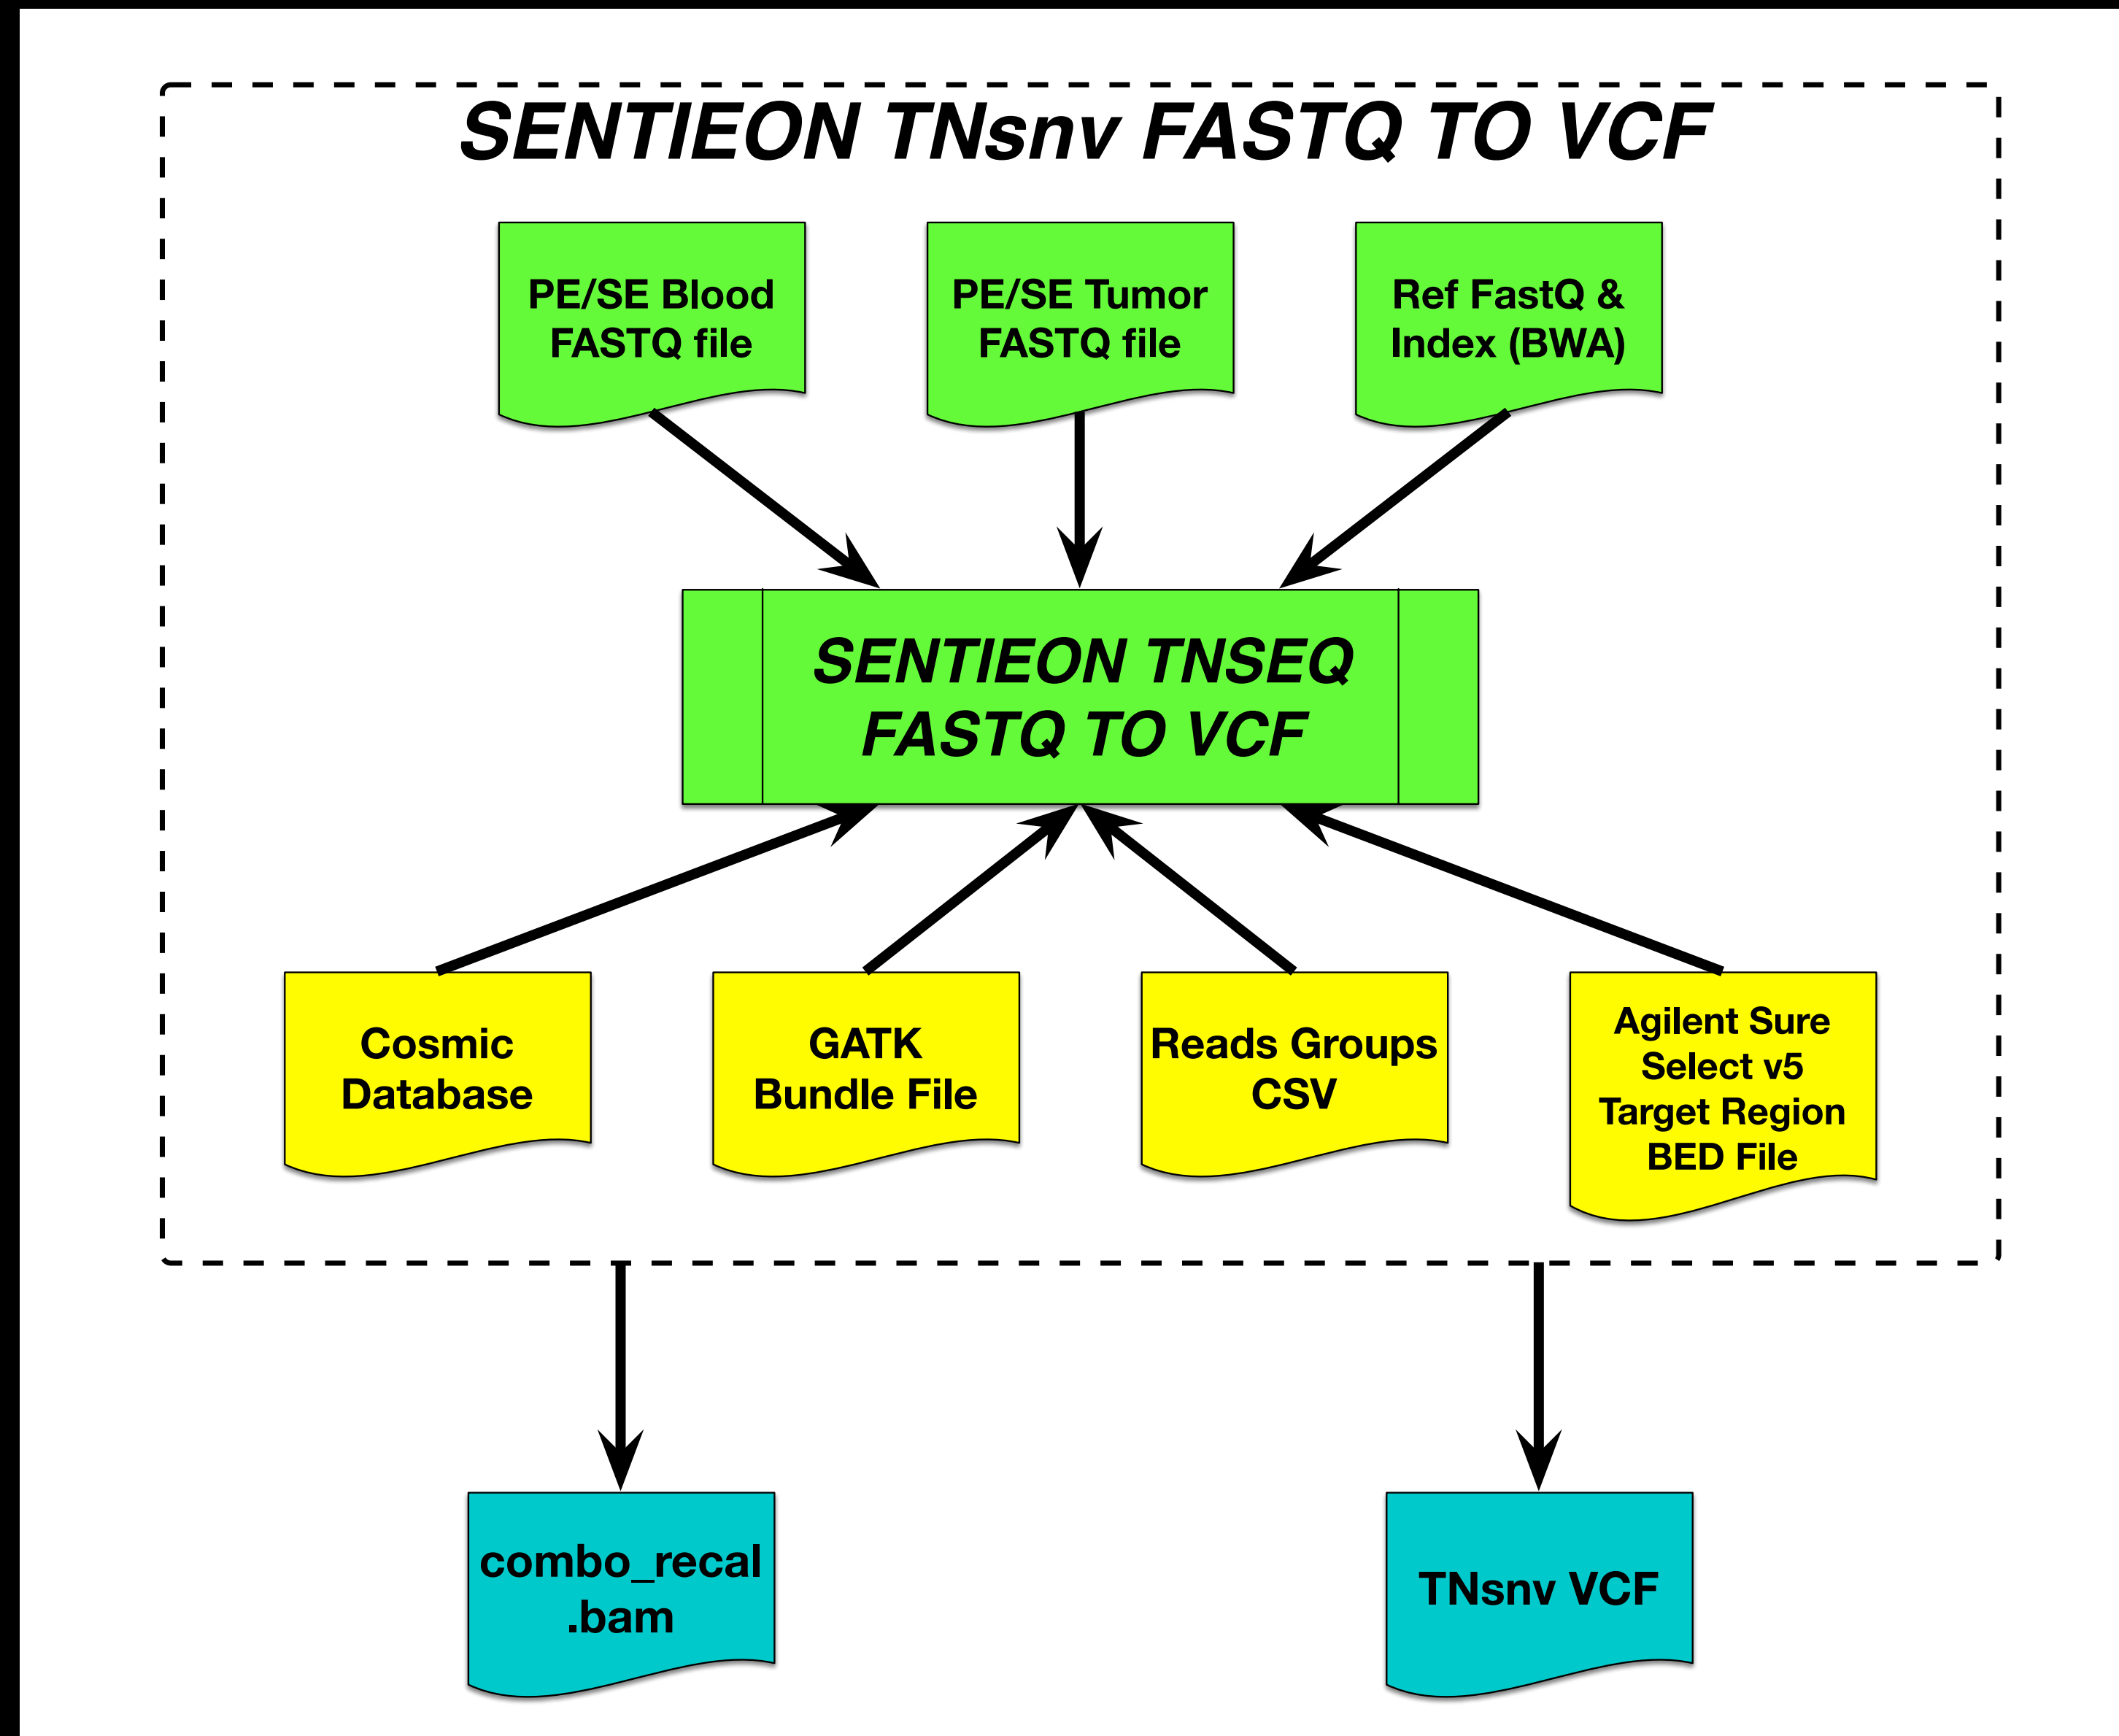 SENTIEON TNsnv FASTQ TO VCF
PE/SE Blood
FASTQ file
PE/SE Tumor
FASTQ file
Ref FastQ &
Index (BWA)
SENTIEON TNSEQ
FASTQ TO VCF
Cosmic
Database
GATK
Bundle File
Reads Groups
CSV
Agilent Sure
Select v5
Target Region
BED File
combo_recal
.bam
TNsnv VCF